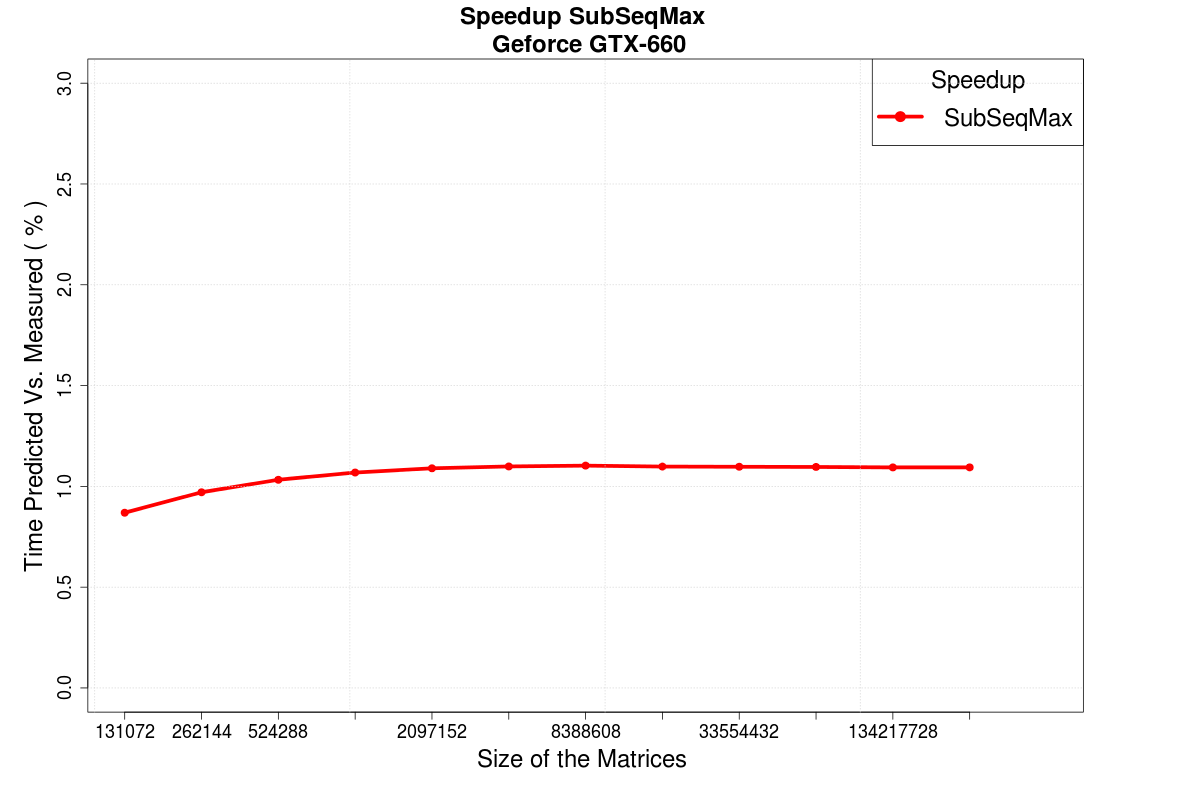 Speedup SubSeqMax
Geforce GTX-660
Speedup
SubSeqMax
Time Predicted Vs. Measured ( % )
3.0
2.5
2.0
1.5
1.0
0.5
0.0
131072 262144 524288 2097152 8388608 33554432 134217728
Size of the Matrices